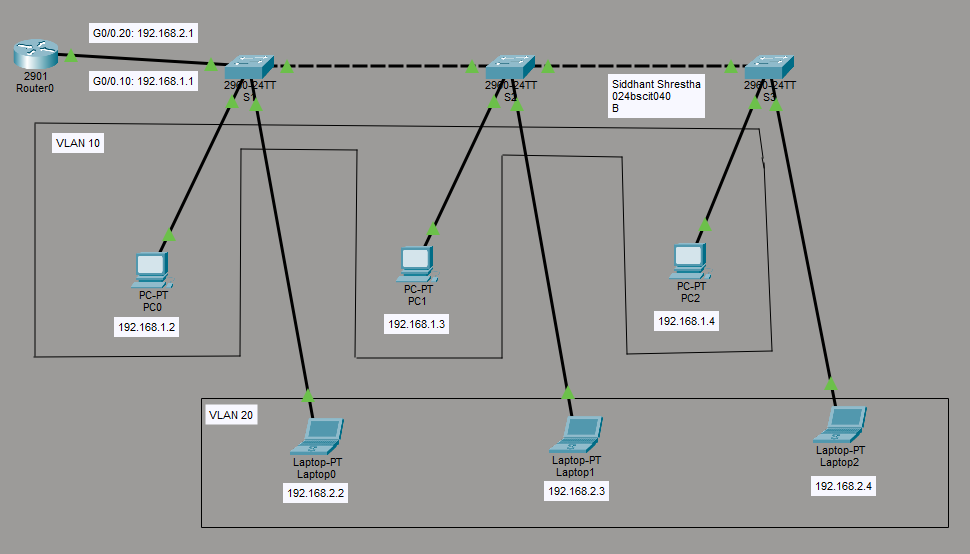 G0/0.20: 192.168.2.1
2901
Router0
G0/0.10: 192.168.1.1
2960-24TT
S1
2960-24TT
S2
Siddhant Shrestha
024bscit040
B
2960-24TT
S3
VLAN 10
PC-PT
PC0
192.168.1.2
PC-PT
PC1
192.168.1.3
PC-PT
PC2
192.168.1.4
VLAN 20
Laptop-PT
Laptop0
192.168.2.2
Laptop-PT
Laptop1
192.168.2.3
Laptop-PT
Laptop2
192.168.2.4